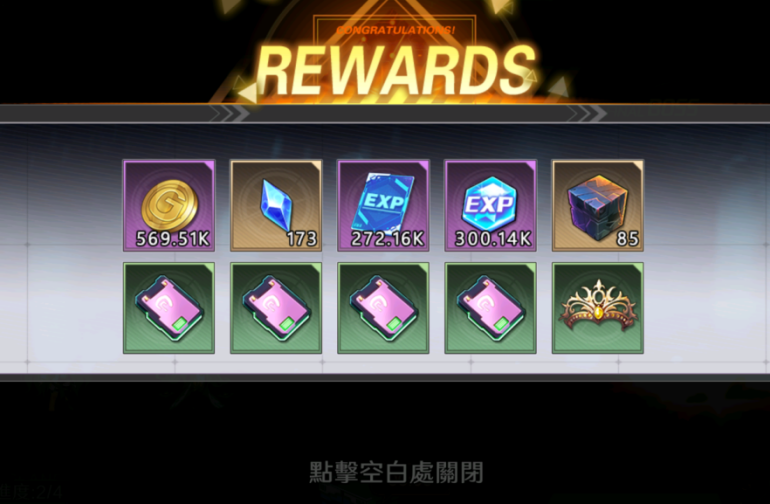 CONGRATULATIONS!
REWARDS
569.51K
173
EXP
272.16K
EXP
300.14K
85
點擊空白處關閉